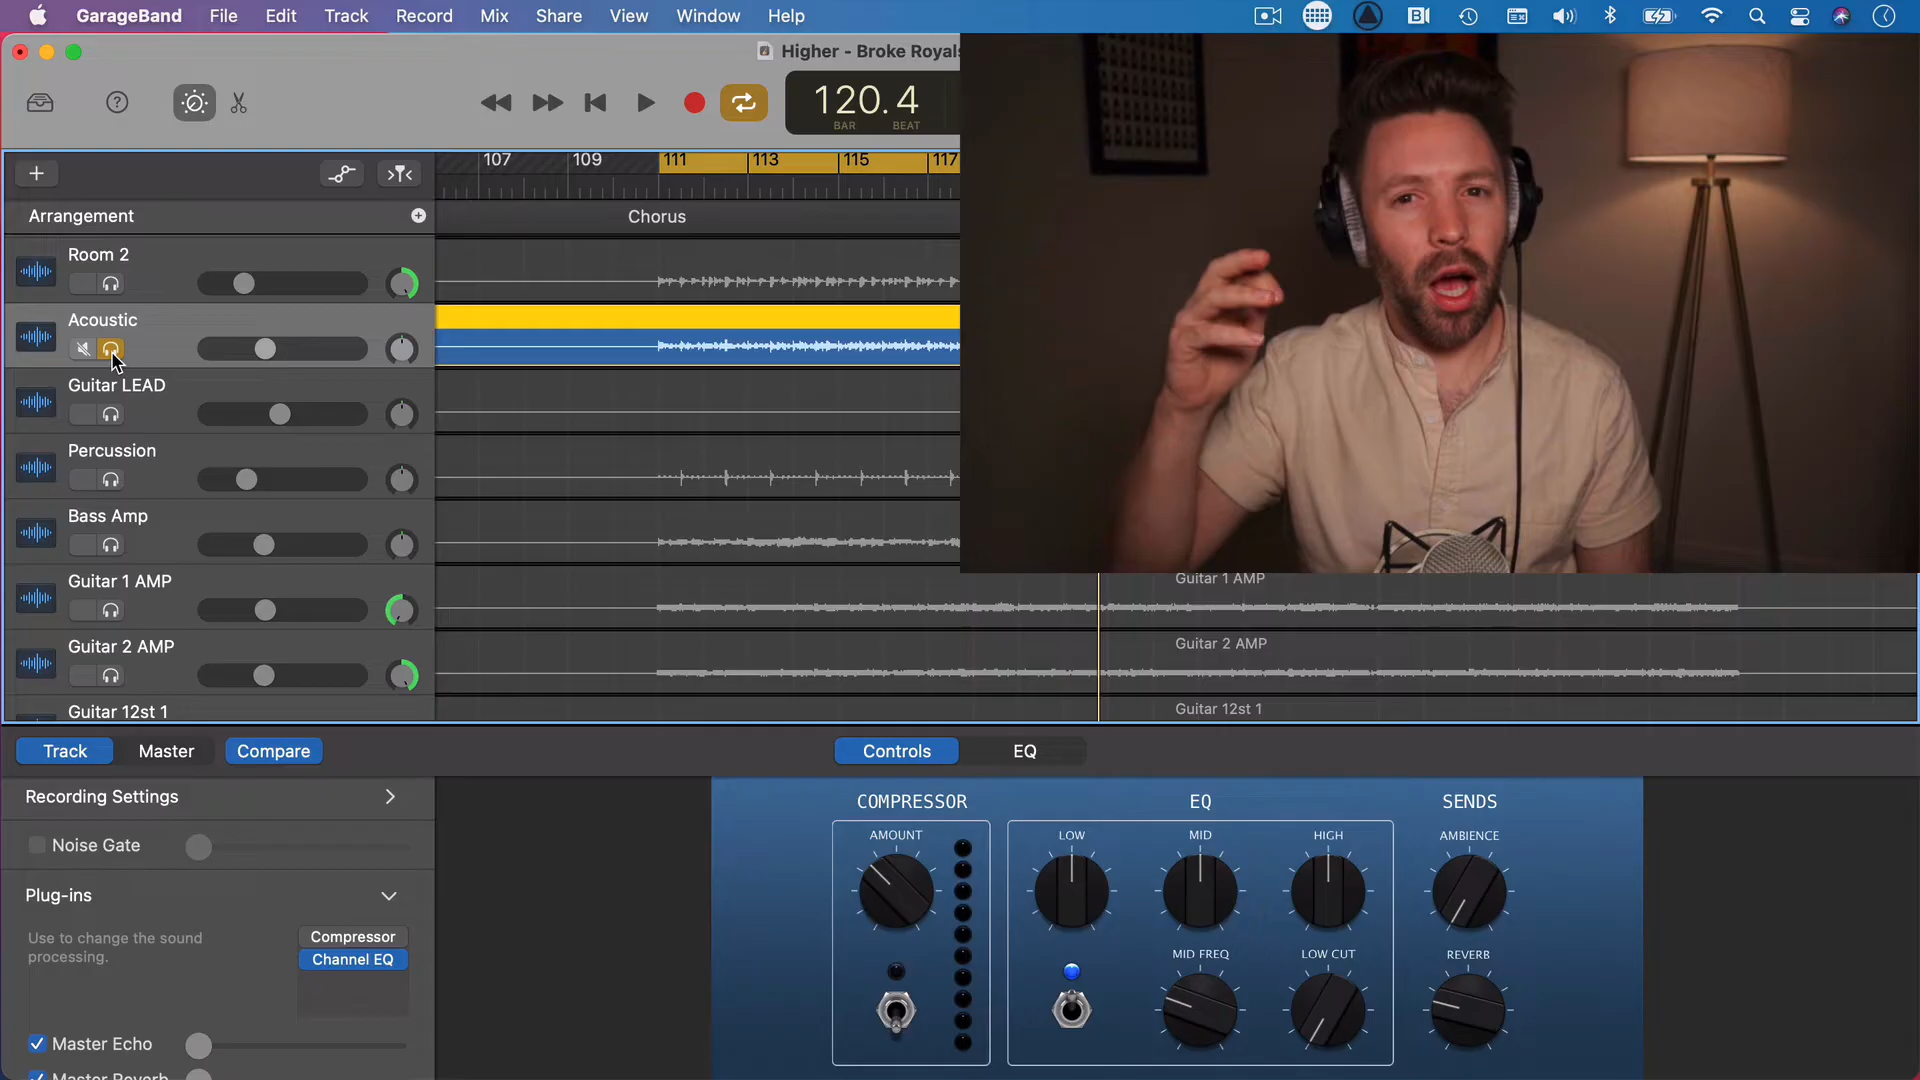 GarageBand File Edit Track Record Mix Share View Window Help
Higher - Broke Royals
120.4
BAR BEAT
107 109 111 113 115 117
Arrangement
Chorus
Room 2
Acoustic
Guitar LEAD
Percussion
Bass Amp
Guitar 1 AMP
Guitar 1 AMP
Guitar 2 AMP
Guitar 2 AMP
Guitar 12st 1
Guitar 12st 1
Track Master Compare
Controls EQ
Recording Settings
Noise Gate
Plug-ins
Use to change the sound
processing.
Compressor
Channel EQ
Master Echo
Master Reverb
COMPRESSOR EQ SENDS
AMOUNT LOW MID HIGH AMBIENCE
MID FREQ LOW CUT REVERB